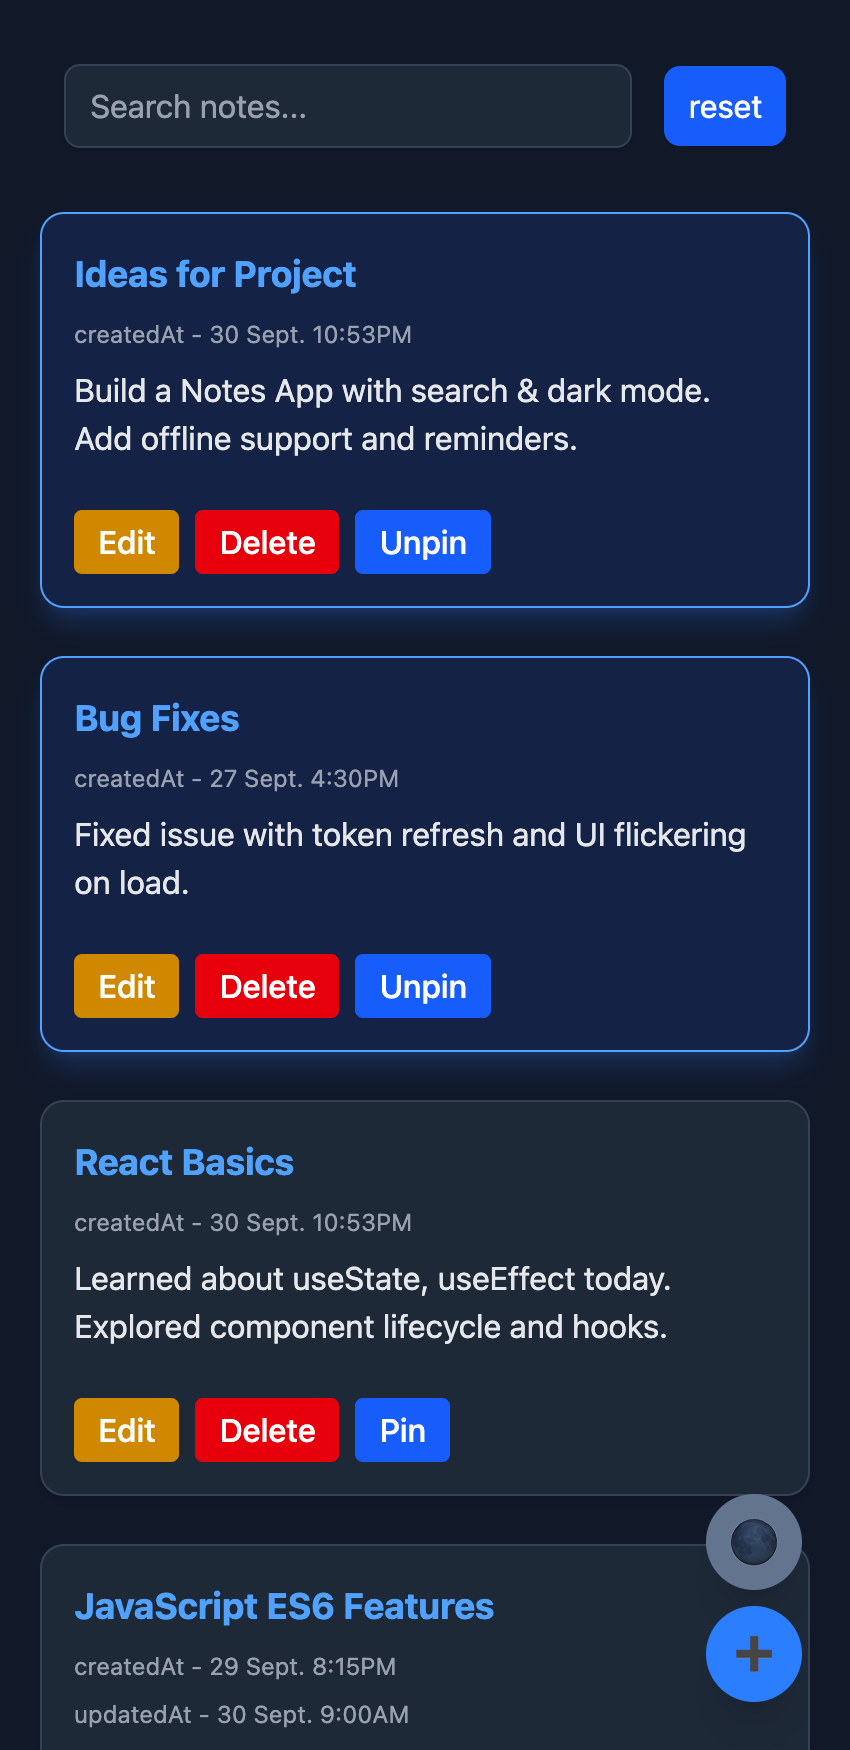 Search notes...
reset
Ideas for Project
createdAt - 30 Sept. 10:53PM
Build a Notes App with search & dark mode.
Add offline support and reminders.
Edit
Delete
Unpin
Bug Fixes
createdAt - 27 Sept. 4:30PM
Fixed issue with token refresh and UI flickering
on load.
Edit
Delete
Unpin
React Basics
createdAt - 30 Sept. 10:53PM
Learned about useState, useEffect today.
Explored component lifecycle and hooks.
Edit
Delete
Pin
JavaScript ES6 Features
createdAt - 29 Sept. 8:15PM
updatedAt - 30 Sept. 9:00AM